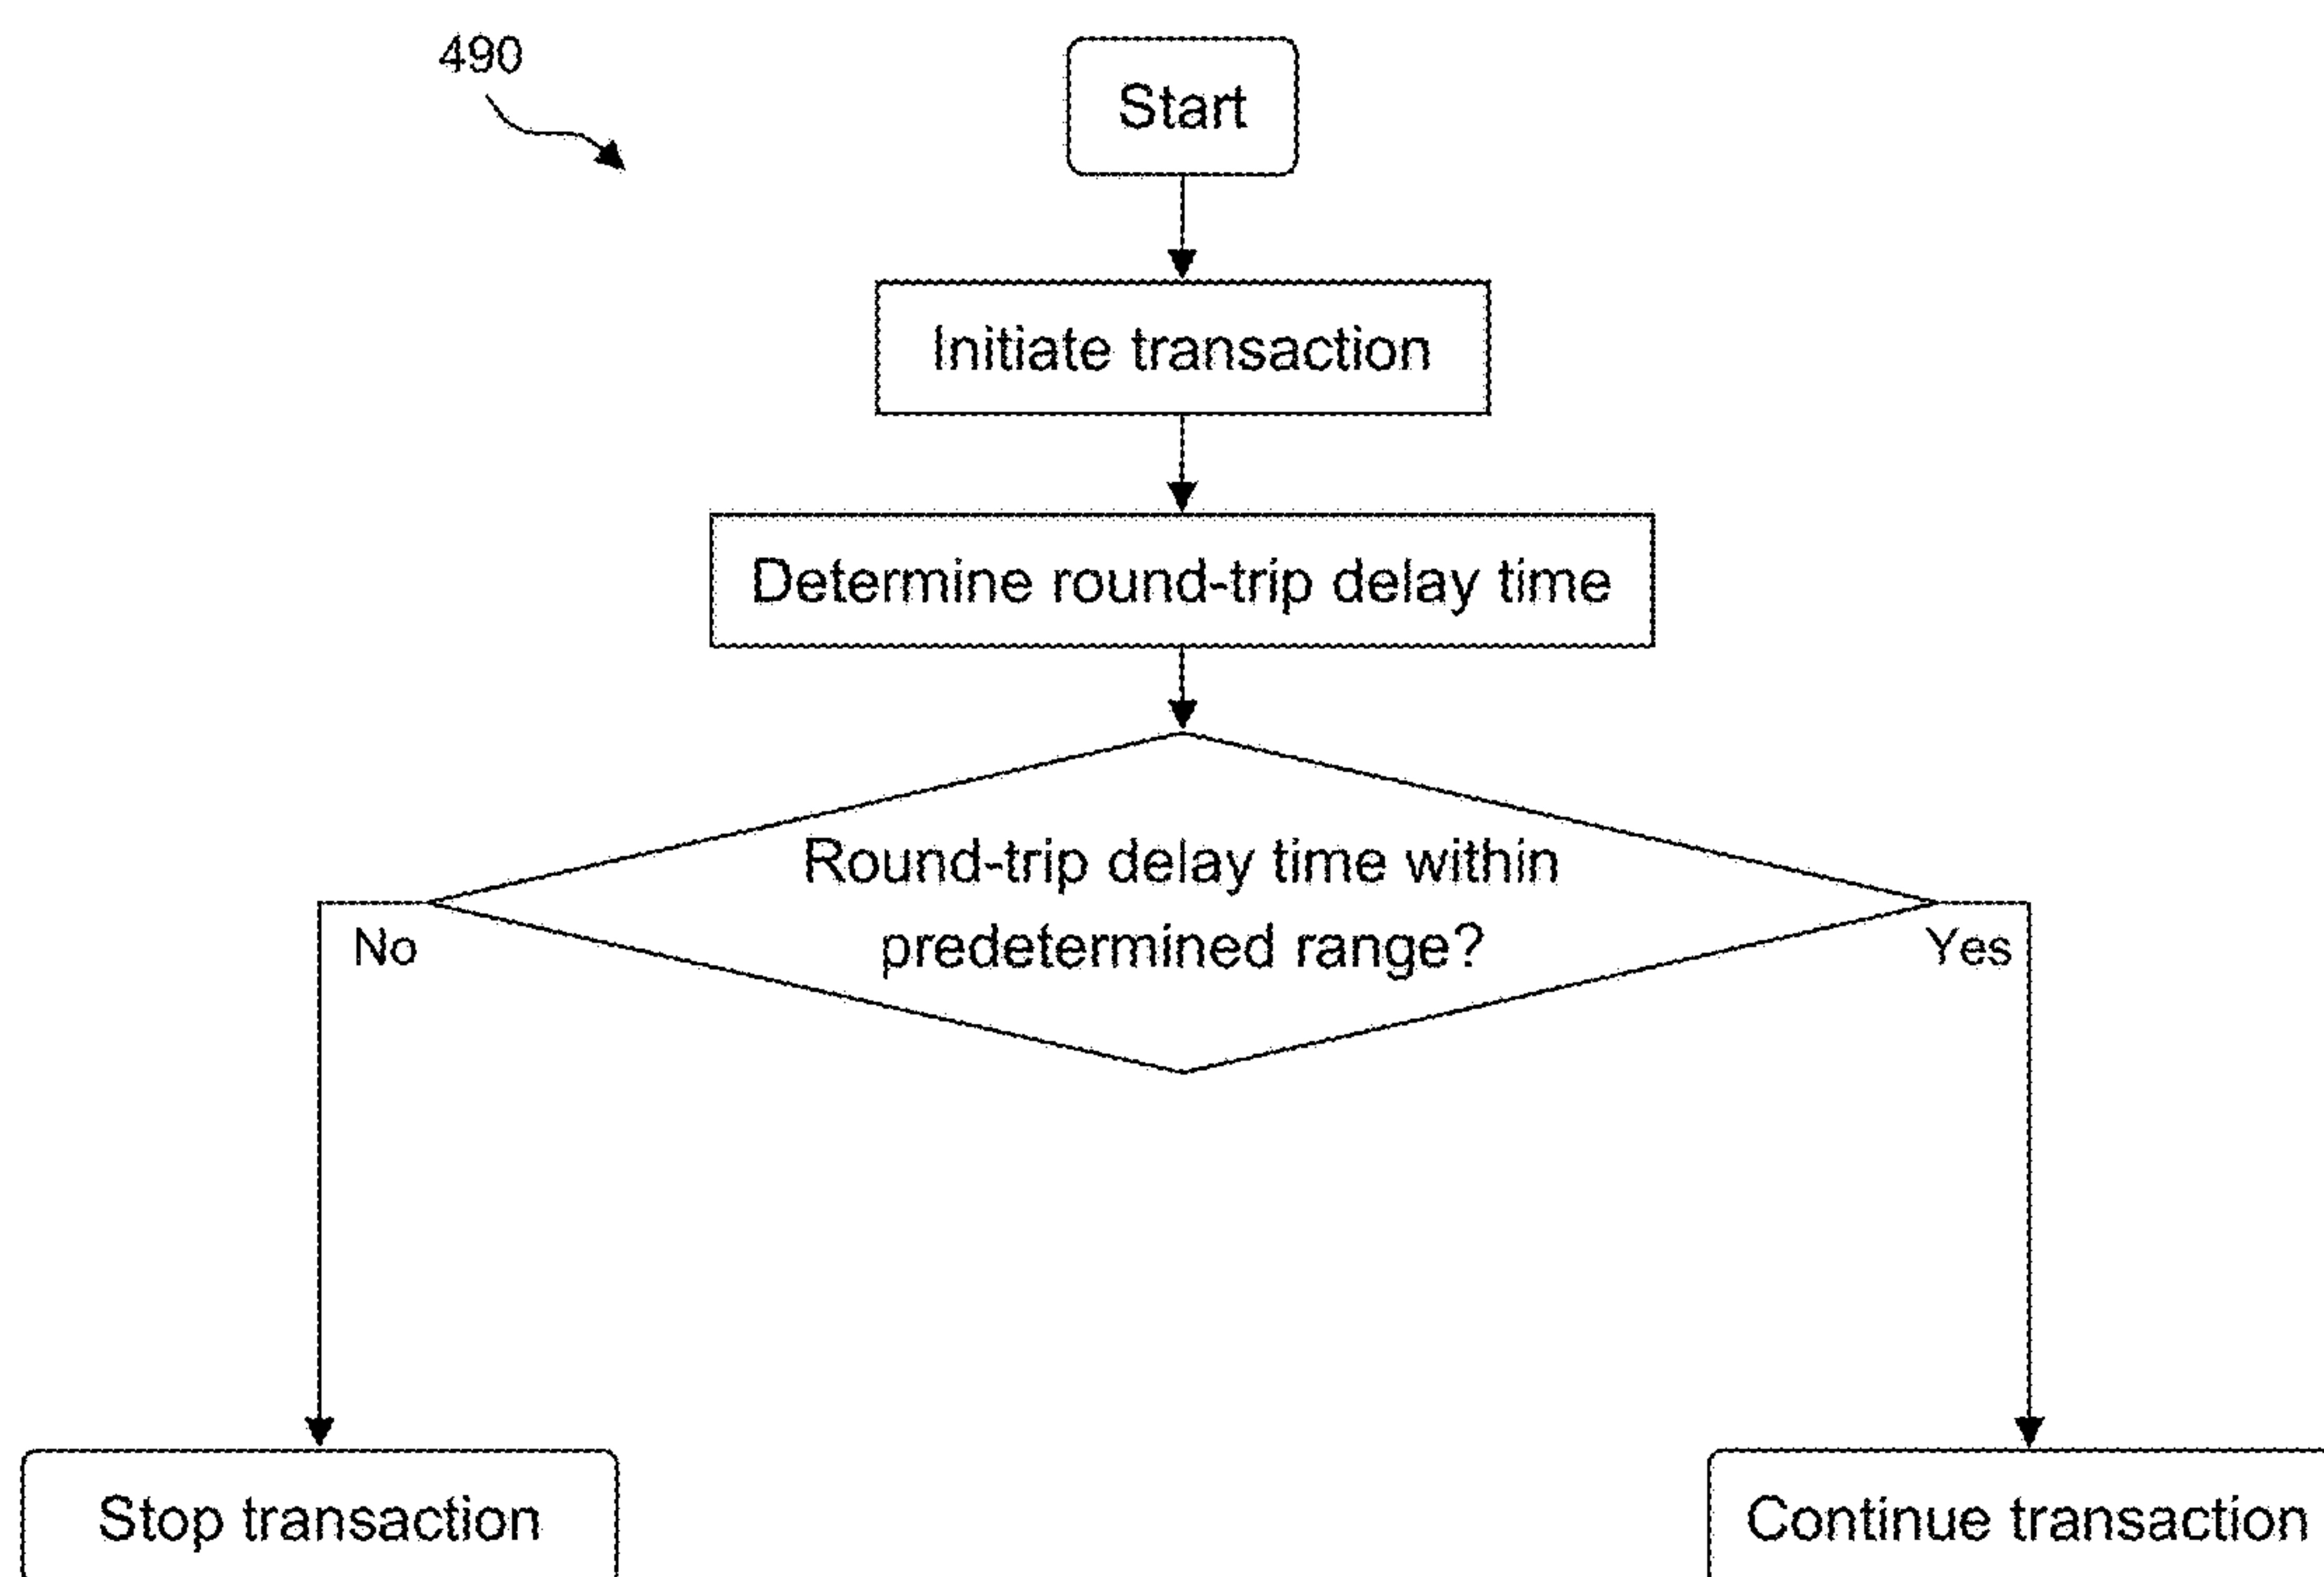 490
Start
Initiate transaction
Determine round-trip delay time
Round-trip delay time within
predetermined range?
No
Yes
Stop transaction
Continue transaction